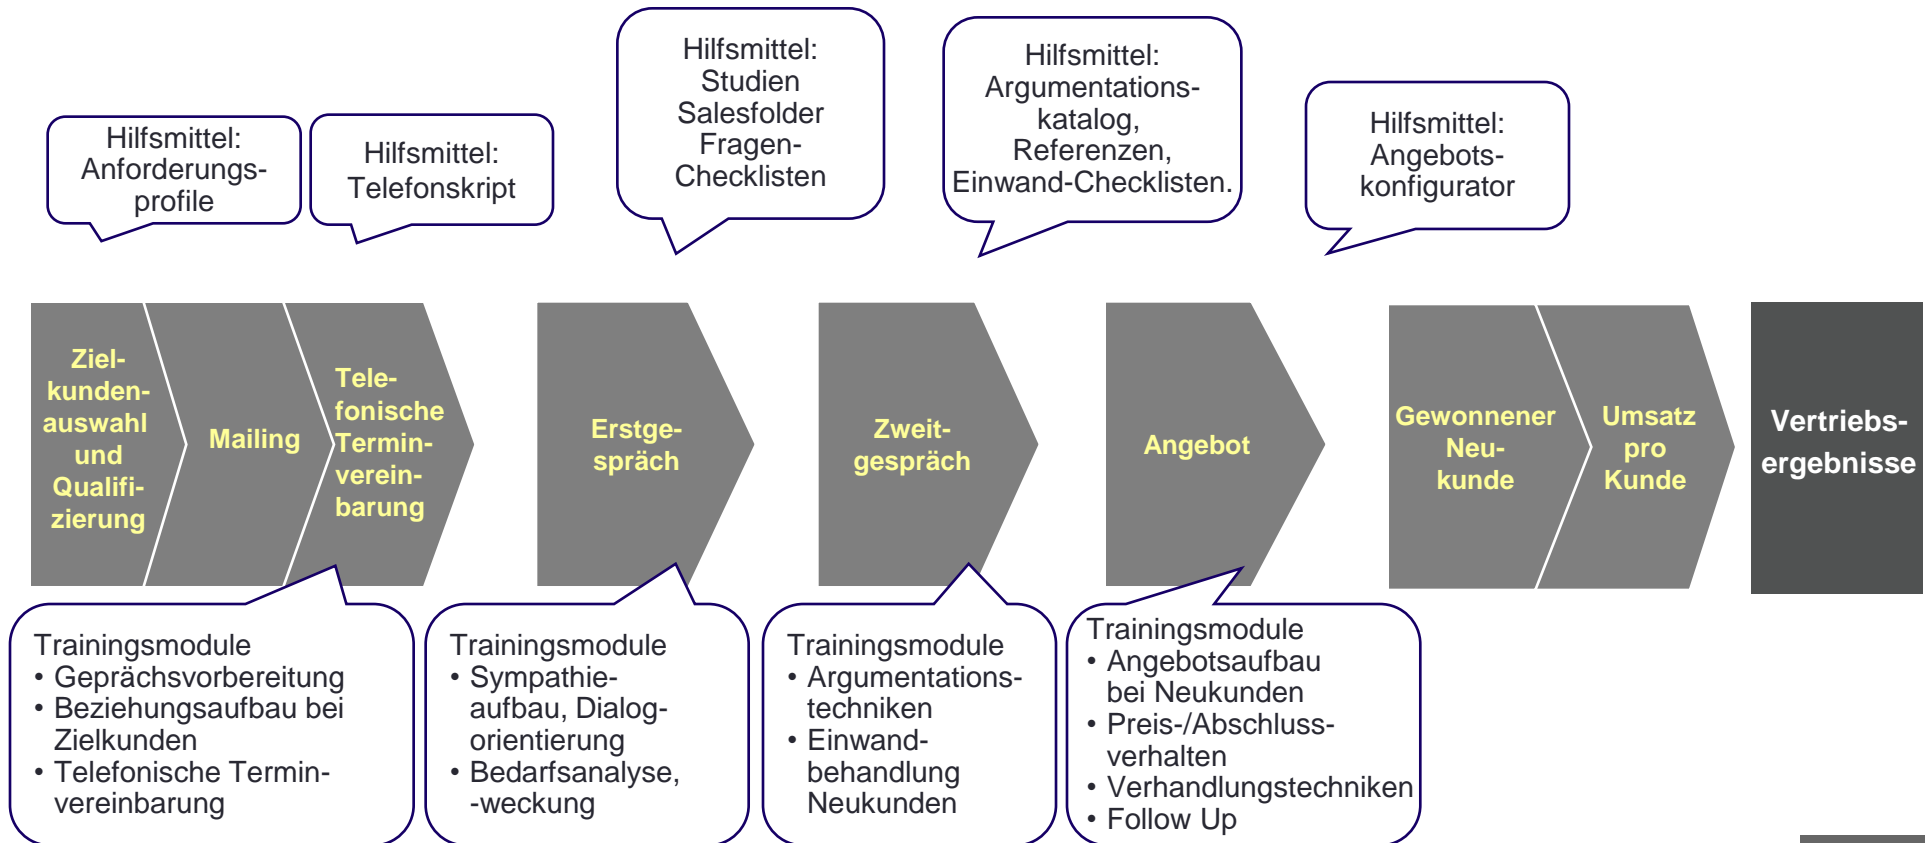 Hilfsmittel:
Anforderungs-
profile
Hilfsmittel:
Telefonskript
Hilfsmittel:
Studien
Salesfolder
Fragen-
Checklisten
Hilfsmittel:
Argumentations-
katalog,
Referenzen,
Einwand-Checklisten.
Hilfsmittel:
Angebots-
konfigurator
Ziel-
kunden-
auswahl
und
Qualifi-
zierung
Mailing
Tele-
fonische
Termin-
verein-
barung
Erstge-
spräch
Zweit-
gespräch
Angebot
Gewonnener
Neu-
kunde
Umsatz
pro
Kunde
Vertriebs-
ergebnisse
Trainingsmodule
• Geprächsvorbereitung
• Beziehungsaufbau bei
Zielkunden
• Telefonische Termin-
vereinbarung
Trainingsmodule
• Sympathie-
aufbau, Dialog-
orientierung
• Bedarfsanalyse,
-weckung
Trainingsmodule
• Argumentations-
techniken
• Einwand-
behandlung
Neukunden
Trainingsmodule
• Angebotsaufbau
bei Neukunden
• Preis-/Abschluss-
verhalten
• Verhandlungstechniken
• Follow Up